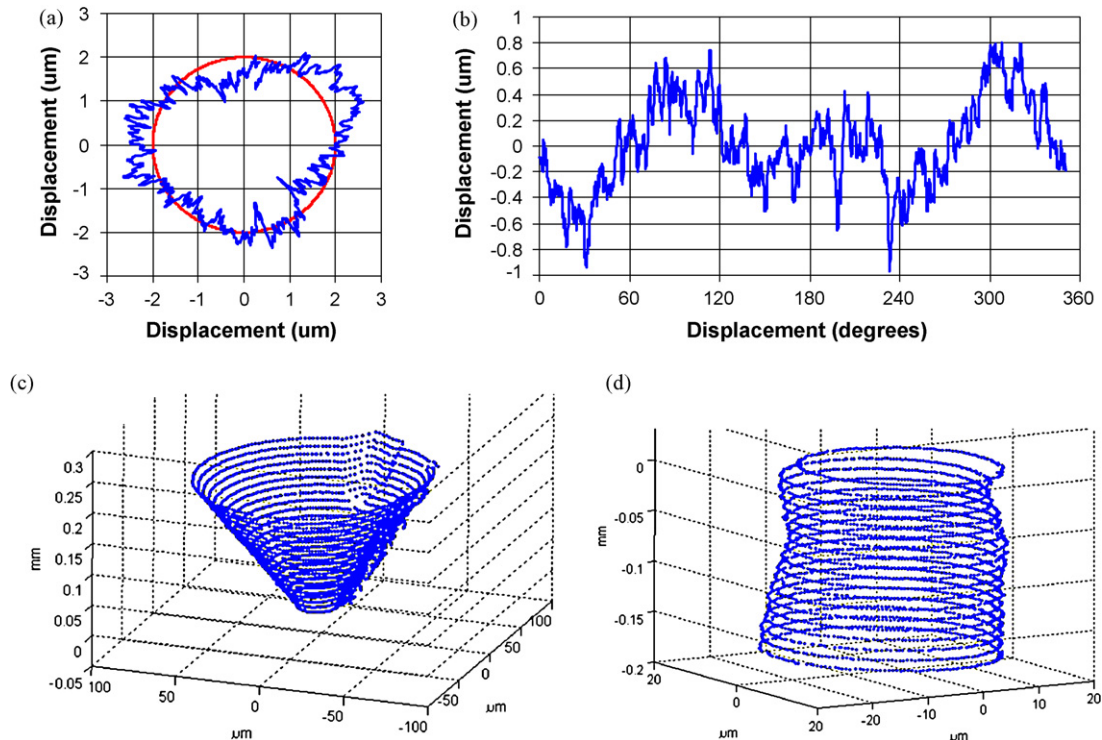 (a)
3
2
1
0
-1
-2
-3
Displacement (um)
-3 -2 -1 0 1 2 3
Displacement (um)
(b)
1
0.8
0.6
0.4
0.2
0
-0.2
-0.4
-0.6
-0.8
-1
Displacement (um)
0 60 120 180 240 300 360
Displacement (degrees)
(c)
0.3
0.25
0.2
0.15
0.1
0.05
0
-0.05
mm
100 50 0 -50 -100
µm
-50 0 50 100
µm
(d)
0
-0.05
-0.1
-0.15
-0.2
mm
20 0 20
µm
-20 -10 0 10 20
µm